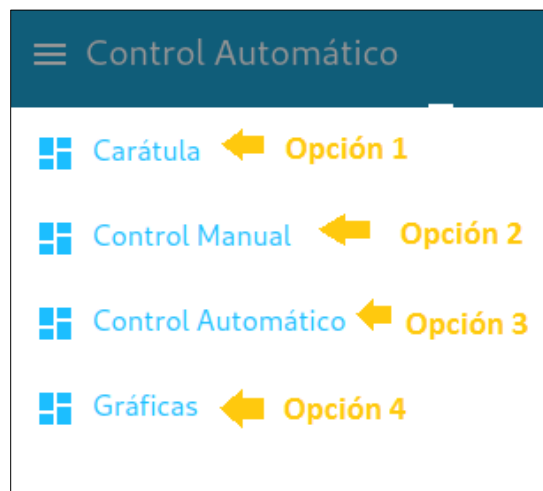 Control Automático
Carátula Opción 1
Control Manual Opción 2
Control Automático Opción 3
Gráficas Opción 4